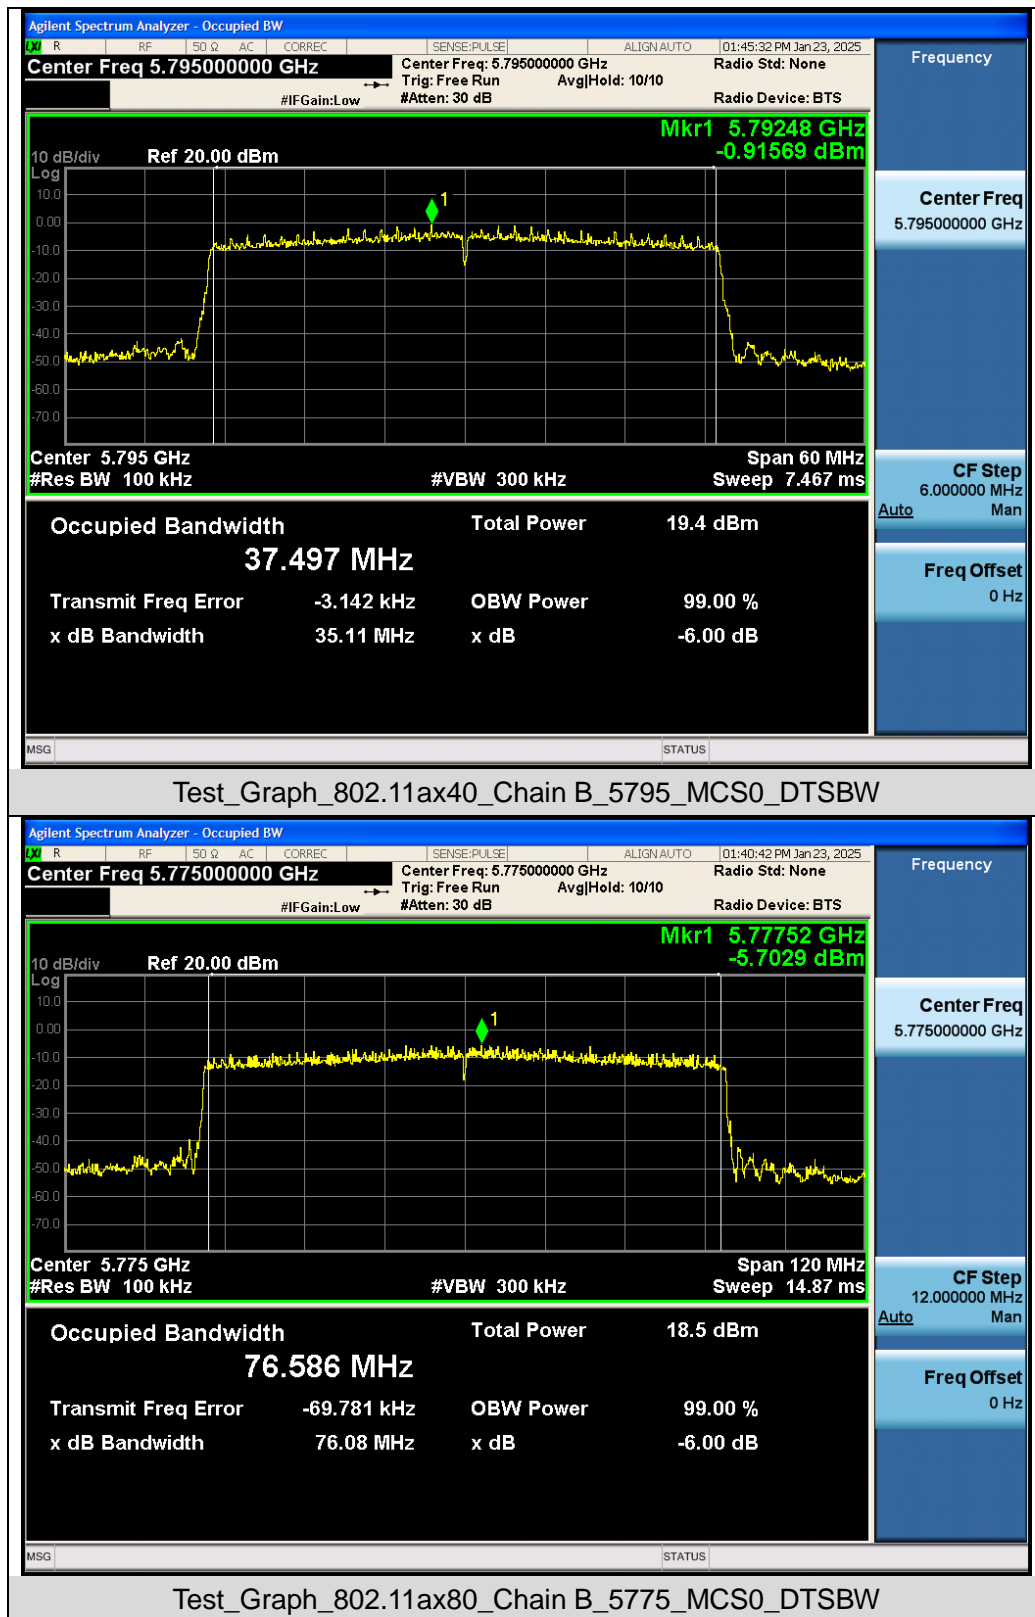 Agilent Spectrum Analyzer - Occupied BW
LXI R RF 50 Ω AC CORREC SENSE:PULSE ALIGN AUTO 01:45:32 PM Jan 23, 2025
Center Freq 5.795000000 GHz
Center Freq: 5.795000000 GHz
Radio Std: None
Trig: Free Run Avg|Hold: 10/10
#IFGain:Low #Atten: 30 dB Radio Device: BTS
Mkr1 5.79248 GHz
-0.91569 dBm
10 dB/div Ref 20.00 dBm
Log
10.0
0.00
-10.0
-20.0
-30.0
-40.0
-50.0
-60.0
-70.0
1
Center 5.795 GHz Span 60 MHz
#Res BW 100 kHz #VBW 300 kHz Sweep 7.467 ms
Occupied Bandwidth Total Power 19.4 dBm
37.497 MHz
Transmit Freq Error -3.142 kHz OBW Power 99.00 %
x dB Bandwidth 35.11 MHz x dB -6.00 dB
MSG STATUS
Frequency
Center Freq
5.795000000 GHz
CF Step
6.000000 MHz
Auto Man
Freq Offset
0 Hz
Test_Graph_802.11ax40_Chain B_5795_MCS0_DTSBW
Agilent Spectrum Analyzer - Occupied BW
LXI R RF 50 Ω AC CORREC SENSE:PULSE ALIGN AUTO 01:40:42 PM Jan 23, 2025
Center Freq 5.775000000 GHz
Center Freq: 5.775000000 GHz
Radio Std: None
Trig: Free Run Avg|Hold: 10/10
#IFGain:Low #Atten: 30 dB Radio Device: BTS
Mkr1 5.77752 GHz
-5.7029 dBm
10 dB/div Ref 20.00 dBm
Log
10.0
0.00
-10.0
-20.0
-30.0
-40.0
-50.0
-60.0
-70.0
1
Center 5.775 GHz Span 120 MHz
#Res BW 100 kHz #VBW 300 kHz Sweep 14.87 ms
Occupied Bandwidth Total Power 18.5 dBm
76.586 MHz
Transmit Freq Error -69.781 kHz OBW Power 99.00 %
x dB Bandwidth 76.08 MHz x dB -6.00 dB
MSG STATUS
Frequency
Center Freq
5.775000000 GHz
CF Step
12.000000 MHz
Auto Man
Freq Offset
0 Hz
Test_Graph_802.11ax80_Chain B_5775_MCS0_DTSBW